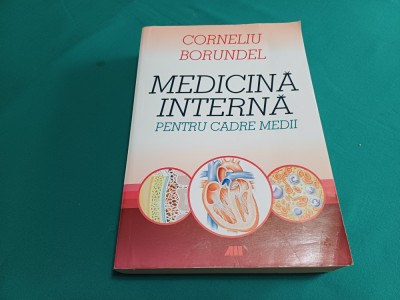 CORNELIU
BORUNDEL
MEDICINĂ
INTERNĂ
PENTRU CADRE MEDII
ALL